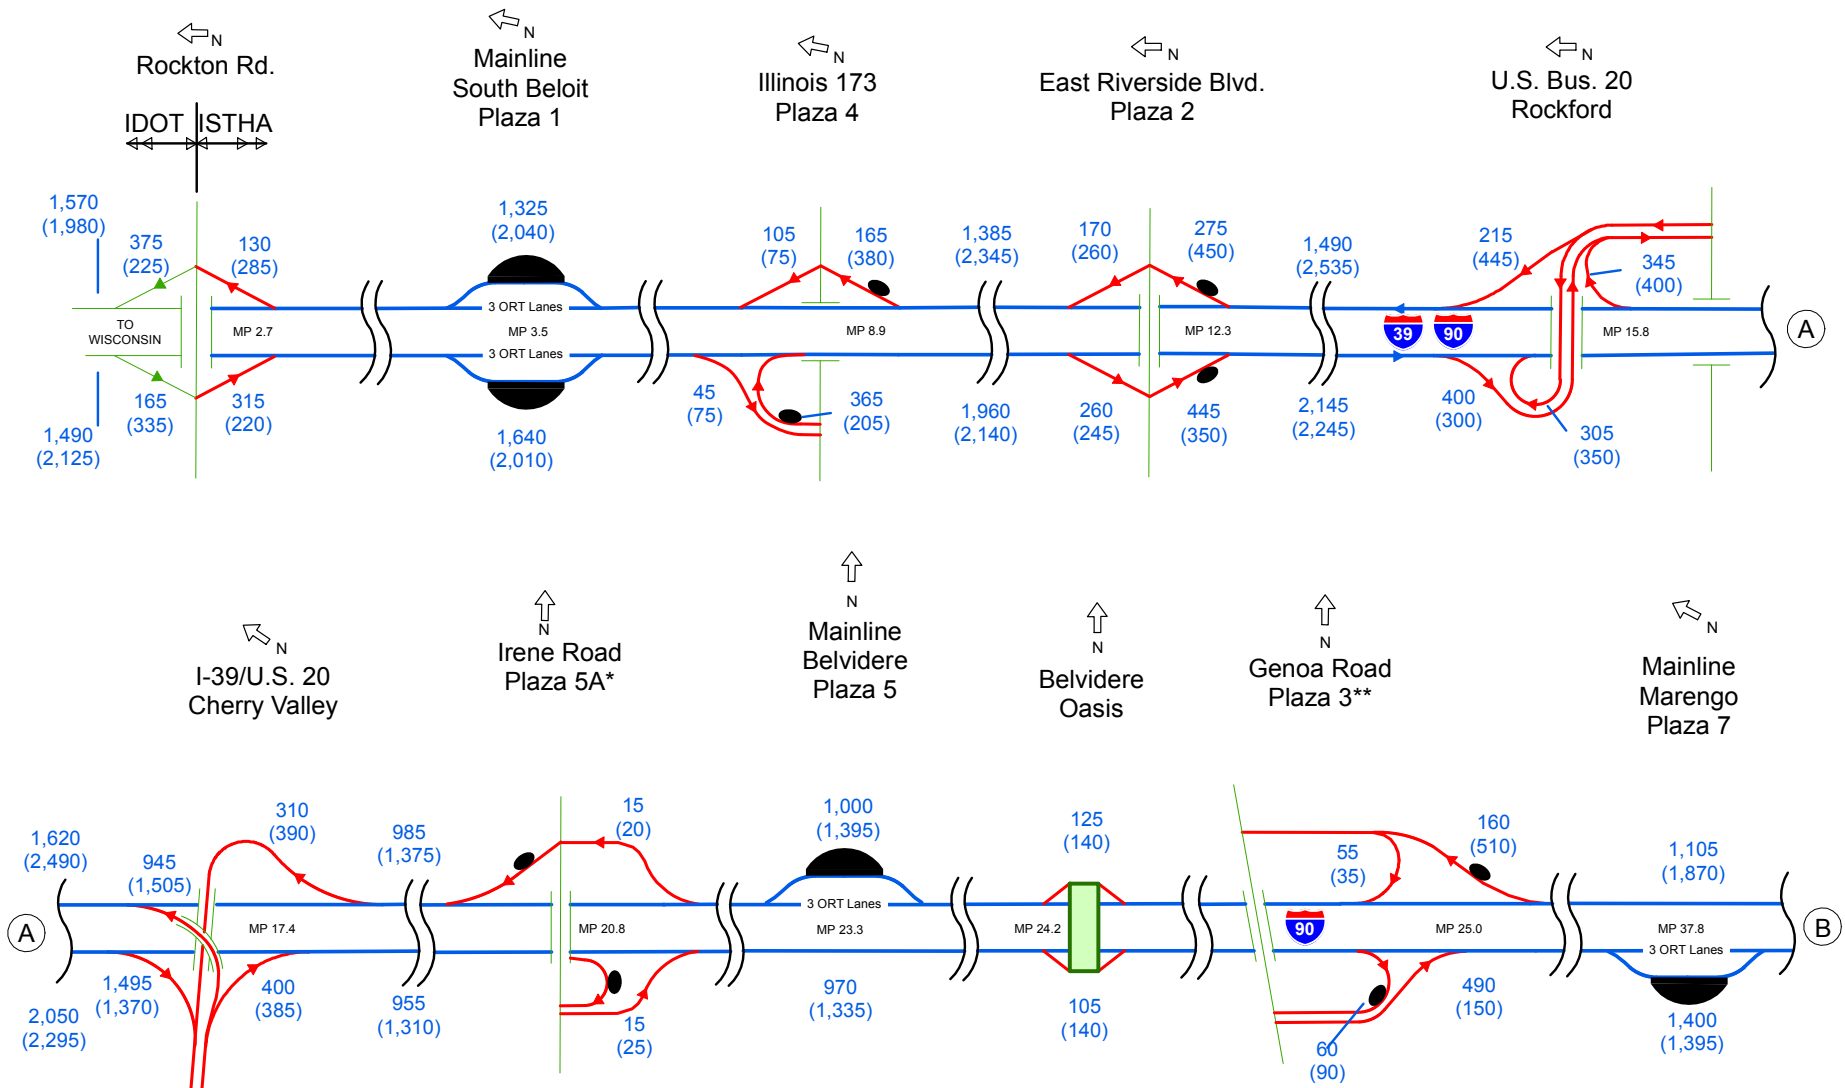 N
Rockton Rd.
IDOT
ISTHA
N
Mainline
South Beloit
Plaza 1
N
Illinois 173
Plaza 4
N
East Riverside Blvd.
Plaza 2
N
U.S. Bus. 20
Rockford
1,570
(1,980)
375
(225)
130
(285)
1,325
(2,040)
105
(75)
165
(380)
1,385
(2,345)
170
(260)
275
(450)
1,490
(2,535)
215
(445)
345
(400)
TO
WISCONSIN
MP 2.7
3 ORT Lanes
MP 3.5
3 ORT Lanes
MP 8.9
MP 12.3
39
90
MP 15.8
A
1,490
(2,125)
165
(335)
315
(220)
1,640
(2,010)
45
(75)
365
(205)
1,960
(2,140)
260
(245)
445
(350)
2,145
(2,245)
400
(300)
305
(350)
N
I-39/U.S. 20
Cherry Valley
N
Irene Road
Plaza 5A*
N
Mainline
Belvidere
Plaza 5
N
Belvidere
Oasis
N
Genoa Road
Plaza 3**
N
Mainline
Marengo
Plaza 7
1,620
(2,490)
945
(1,505)
310
(390)
985
(1,375)
15
(20)
1,000
(1,395)
125
(140)
55
(35)
160
(510)
1,105
(1,870)
A
MP 17.4
MP 20.8
3 ORT Lanes
MP 23.3
MP 24.2
90
MP 25.0
MP 37.8
3 ORT Lanes
B
2,050
(2,295)
1,495
(1,370)
400
(385)
955
(1,310)
15
(25)
970
(1,335)
105
(140)
60
(90)
490
(150)
1,400
(1,395)